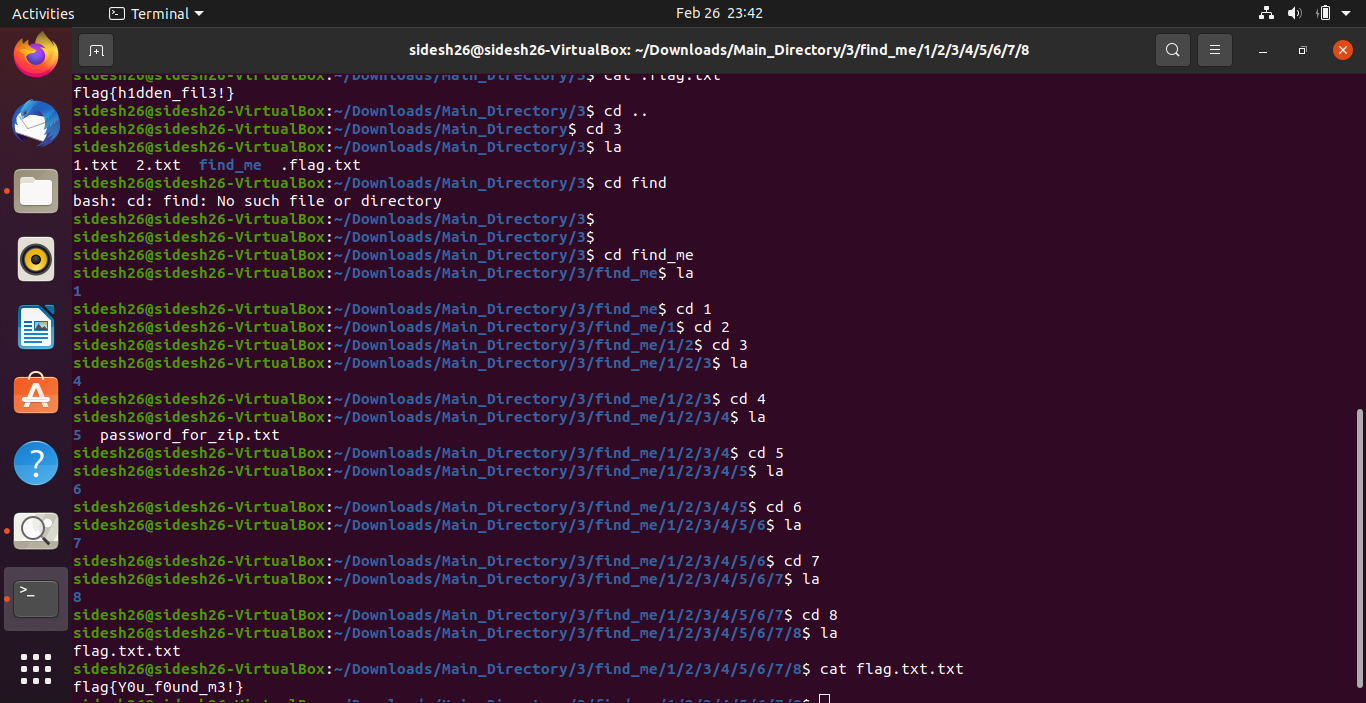 Activities Terminal Feb 26 23:42
sidesh26@sidesh26-VirtualBox: ~/Downloads/Main_Directory/3/find_me/1/2/3/4/5/6/7/8
sidesh26@sidesh26-VirtualBox:~/Downloads/Main_Directory/3$ cat .flag.txt
flag{h1dden_fil3!}
sidesh26@sidesh26-VirtualBox:~/Downloads/Main_Directory/3$ cd ..
sidesh26@sidesh26-VirtualBox:~/Downloads/Main_Directory$ cd 3
sidesh26@sidesh26-VirtualBox:~/Downloads/Main_Directory/3$ la
1.txt  2.txt  find_me  .flag.txt
sidesh26@sidesh26-VirtualBox:~/Downloads/Main_Directory/3$ cd find
bash: cd: find: No such file or directory
sidesh26@sidesh26-VirtualBox:~/Downloads/Main_Directory/3$
sidesh26@sidesh26-VirtualBox:~/Downloads/Main_Directory/3$
sidesh26@sidesh26-VirtualBox:~/Downloads/Main_Directory/3$ cd find_me
sidesh26@sidesh26-VirtualBox:~/Downloads/Main_Directory/3/find_me$ la
1
sidesh26@sidesh26-VirtualBox:~/Downloads/Main_Directory/3/find_me$ cd 1
sidesh26@sidesh26-VirtualBox:~/Downloads/Main_Directory/3/find_me/1$ cd 2
sidesh26@sidesh26-VirtualBox:~/Downloads/Main_Directory/3/find_me/1/2$ cd 3
sidesh26@sidesh26-VirtualBox:~/Downloads/Main_Directory/3/find_me/1/2/3$ la
4
sidesh26@sidesh26-VirtualBox:~/Downloads/Main_Directory/3/find_me/1/2/3$ cd 4
sidesh26@sidesh26-VirtualBox:~/Downloads/Main_Directory/3/find_me/1/2/3/4$ la
5  password_for_zip.txt
sidesh26@sidesh26-VirtualBox:~/Downloads/Main_Directory/3/find_me/1/2/3/4$ cd 5
sidesh26@sidesh26-VirtualBox:~/Downloads/Main_Directory/3/find_me/1/2/3/4/5$ la
6
sidesh26@sidesh26-VirtualBox:~/Downloads/Main_Directory/3/find_me/1/2/3/4/5$ cd 6
sidesh26@sidesh26-VirtualBox:~/Downloads/Main_Directory/3/find_me/1/2/3/4/5/6$ la
7
sidesh26@sidesh26-VirtualBox:~/Downloads/Main_Directory/3/find_me/1/2/3/4/5/6$ cd 7
sidesh26@sidesh26-VirtualBox:~/Downloads/Main_Directory/3/find_me/1/2/3/4/5/6/7$ la
8
sidesh26@sidesh26-VirtualBox:~/Downloads/Main_Directory/3/find_me/1/2/3/4/5/6/7$ cd 8
sidesh26@sidesh26-VirtualBox:~/Downloads/Main_Directory/3/find_me/1/2/3/4/5/6/7/8$ la
flag.txt.txt
sidesh26@sidesh26-VirtualBox:~/Downloads/Main_Directory/3/find_me/1/2/3/4/5/6/7/8$ cat flag.txt.txt
flag{Y0u_f0und_m3!}